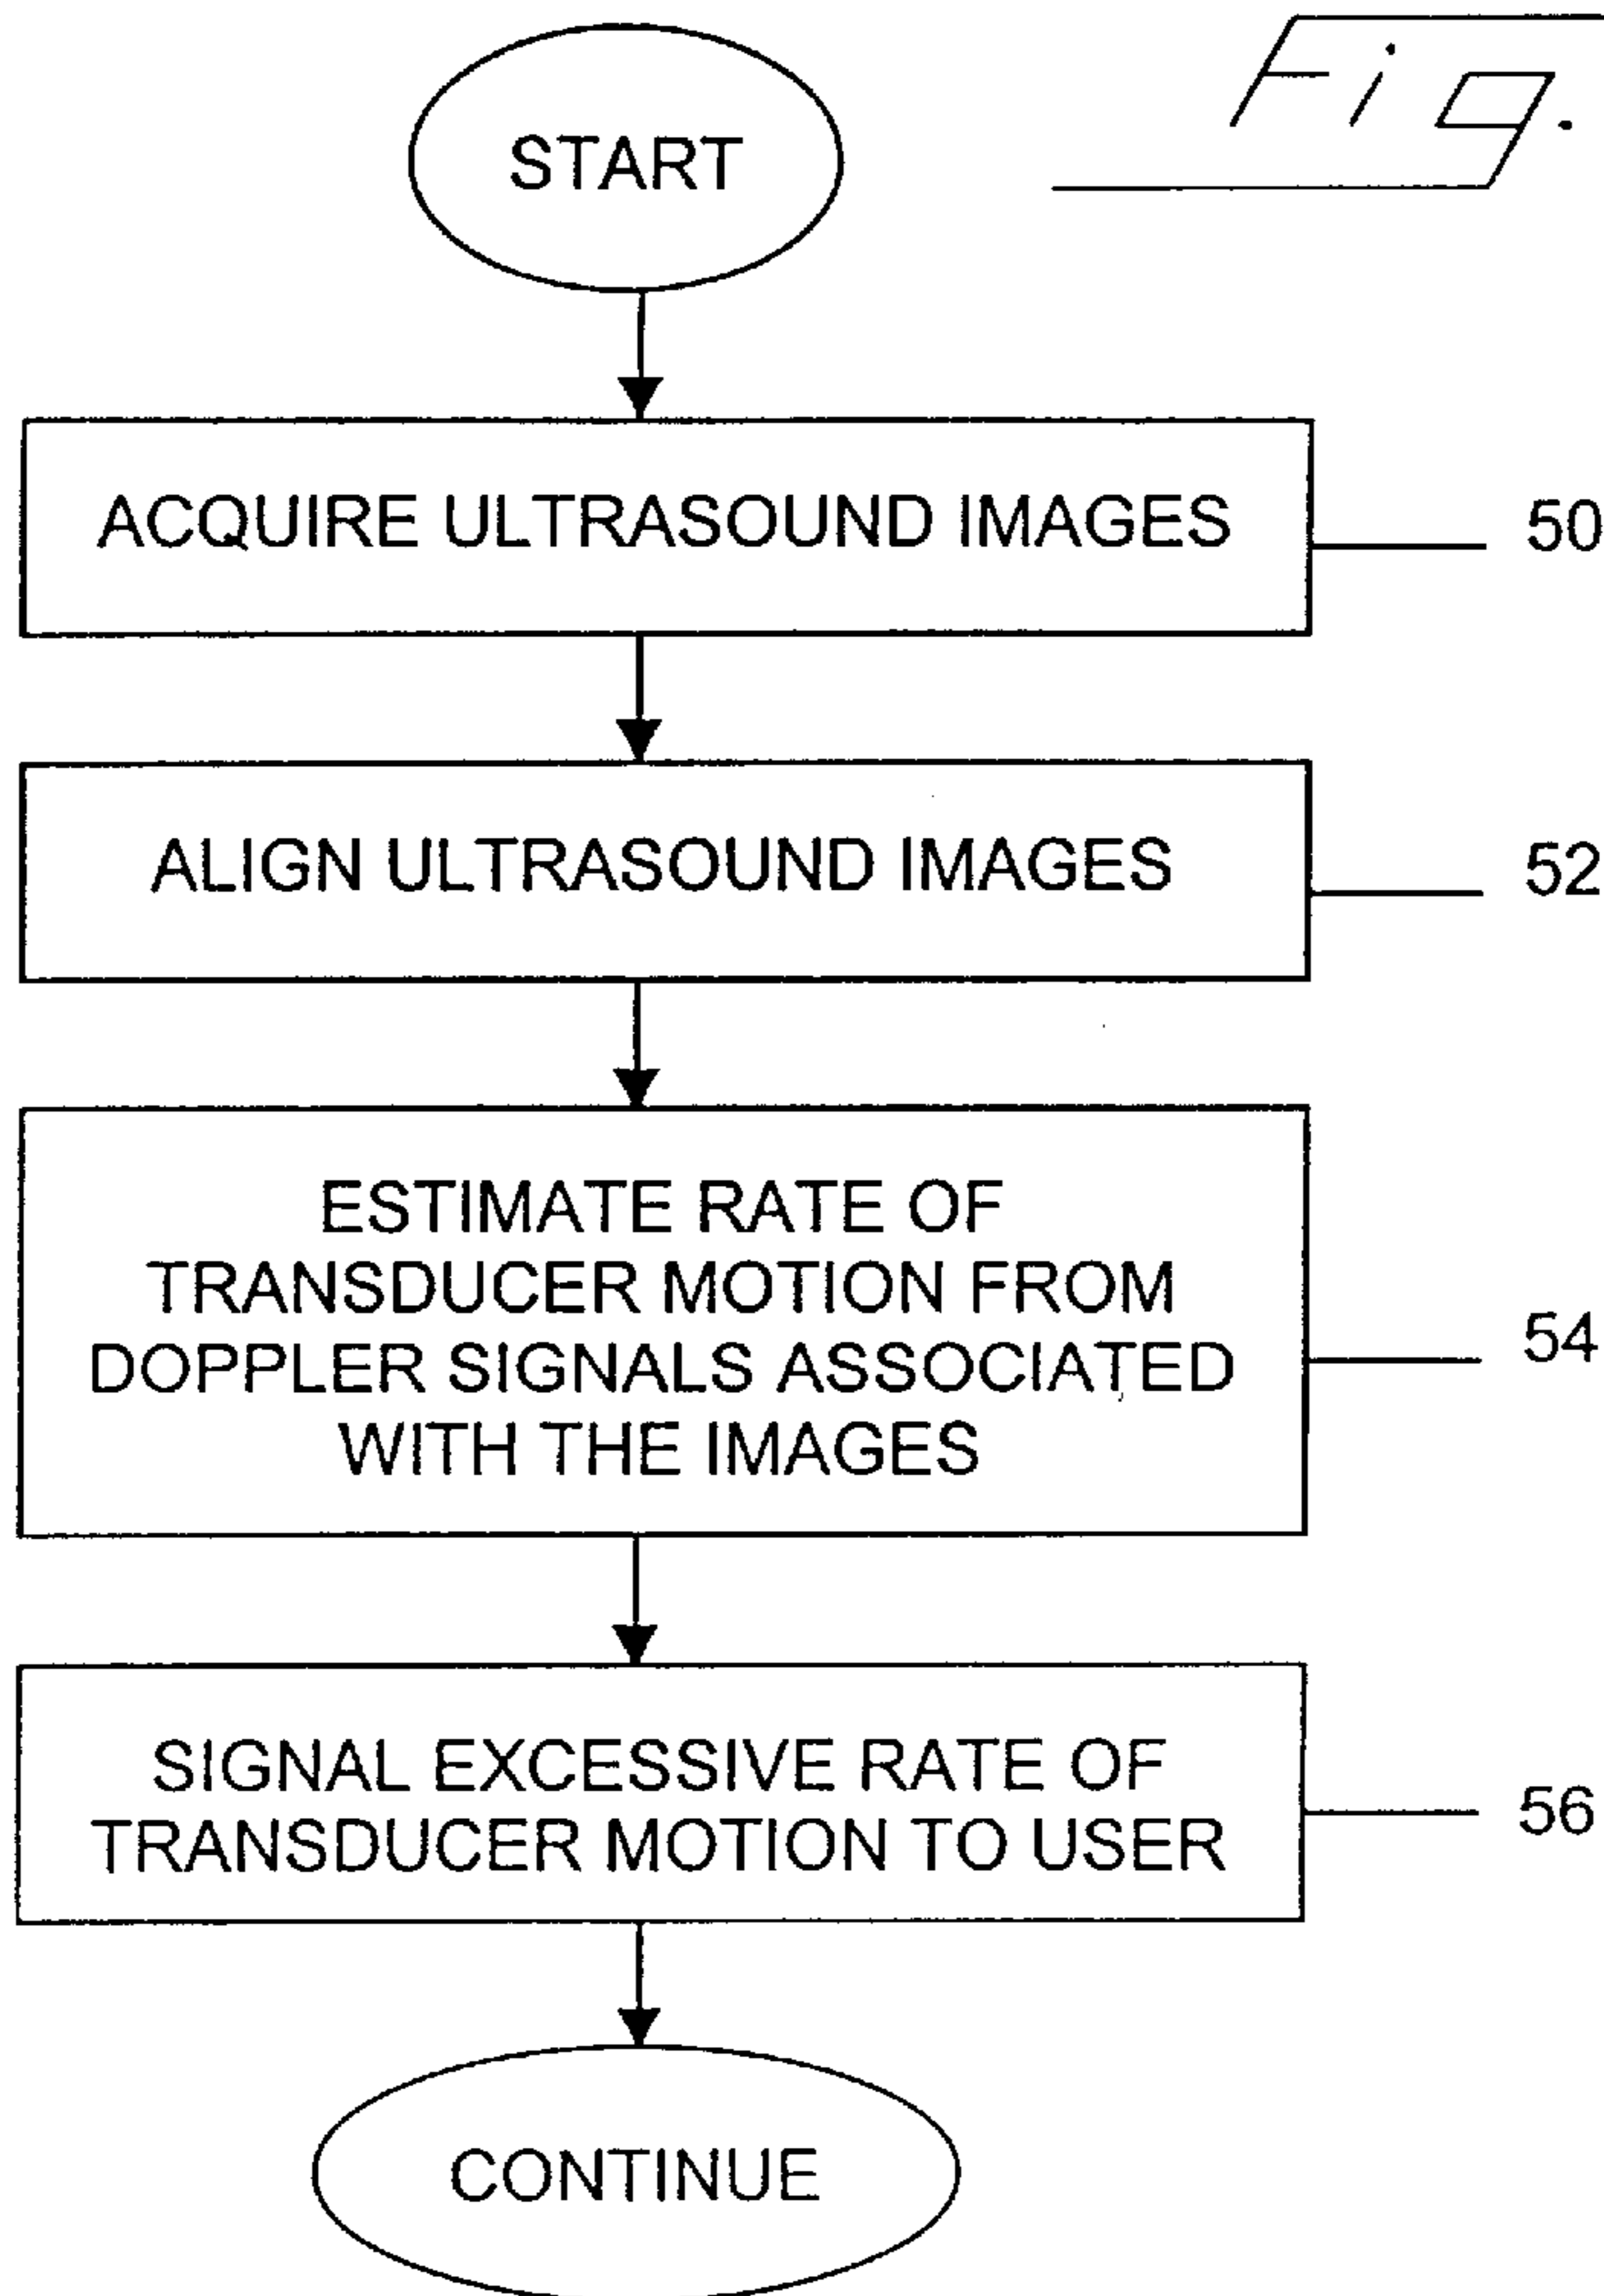 Fig.
START
ACQUIRE ULTRASOUND IMAGES
50
ALIGN ULTRASOUND IMAGES
52
ESTIMATE RATE OF
TRANSDUCER MOTION FROM
DOPPLER SIGNALS ASSOCIATED
WITH THE IMAGES
54
SIGNAL EXCESSIVE RATE OF
TRANSDUCER MOTION TO USER
56
CONTINUE